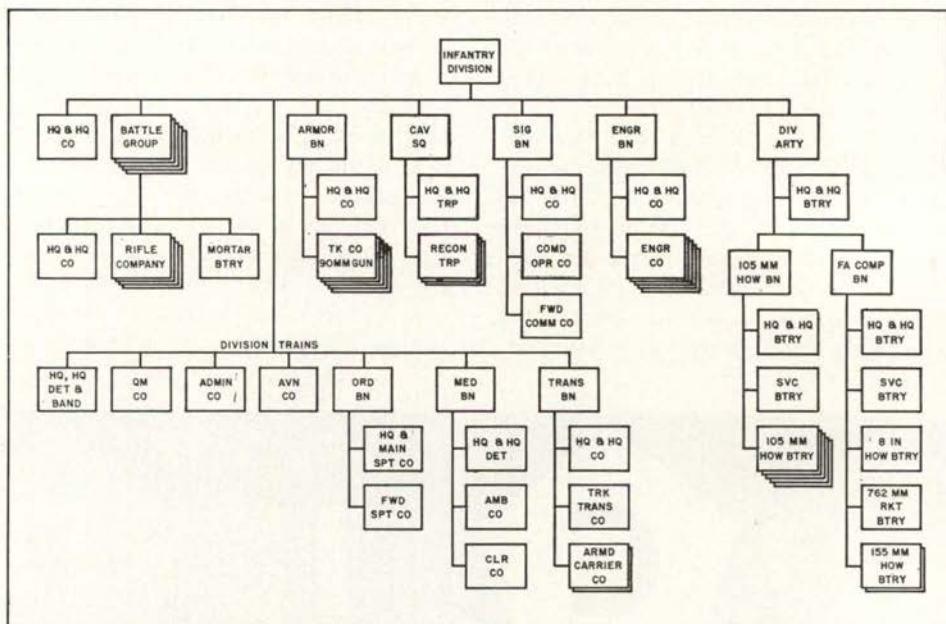 INFANTRY
DIVISION
HQ & HQ
CO
BATTLE
GROUP
ARMOR
BN
CAV
SQ
SIG
BN
ENGR
BN
DIV
ARTY
HQ & HQ
CO
HQ & HQ
TRP
HQ & HQ
CO
HQ & HQ
CO
HQ & HQ
BTRY
HQ & HQ
CO
RIFLE
COMPANY
MORTAR
BTRY
TK CO
90MMGUN
RECON
TRP
COMD
OPR CO
ENGR
CO
105 MM
HOW BN
FA COMP
BN
FWD
COMM CO
HQ & HQ
BTRY
HQ & HQ
BTRY
DIVISION TRAINS
HQ, HQ
DET &
BAND
QM
CO
ADMIN
CO
AVN
CO
ORD
BN
MED
BN
TRANS
BN
SVC
BTRY
SVC
BTRY
HQ &
MAIN
SPT CO
HQ & HQ
DET
HQ & HQ
CO
105 MM
HOW BTRY
8 IN
HOW BTRY
FWD
SPT CO
AMB
CO
TRK
TRANS
CO
762 MM
RKT
BTRY
CLR
CO
ARMD
CARRIER
CO
155 MM
HOW
BTRY